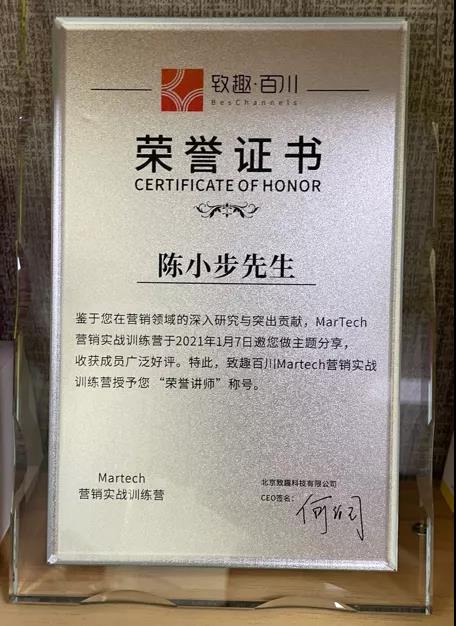 致趣·百川
BesChannels
荣誉证书
CERTIFICATE OF HONOR
陈小步先生
鉴于您在营销领域的深入研究与突出贡献，MarTech
营销实战训练营于2021年1月7日邀您做主题分享，
收获成员广泛好评。特此，致趣百川Martech营销实战
训练营授予您 “荣誉讲师”称号。
Martech
营销实战训练营
北京致趣科技有限公司
CEO签名：